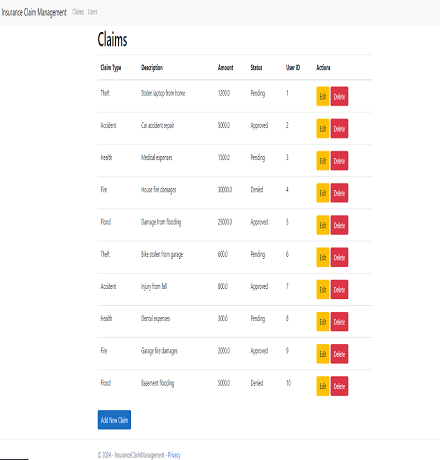 Insurance Claim Management Claims Users
Claims
Claim Type Description Amount Status User ID Actions
Theft Stolen laptop from home 1200.0 Pending 1 Edit Delete
Accident Car accident repair 5000.0 Approved 2 Edit Delete
Health Medical expenses 1500.0 Pending 3 Edit Delete
Fire House fire damages 30000.0 Denied 4 Edit Delete
Flood Damage from flooding 25000.0 Approved 5 Edit Delete
Theft Bike stolen from garage 600.0 Pending 6 Edit Delete
Accident Injury from fall 800.0 Approved 7 Edit Delete
Health Dental expenses 300.0 Pending 8 Edit Delete
Fire Garage fire damages 2000.0 Approved 9 Edit Delete
Flood Basement flooding 5000.0 Denied 10 Edit Delete
Add New Claim
© 2024 - InsuranceClaimManagement - Privacy